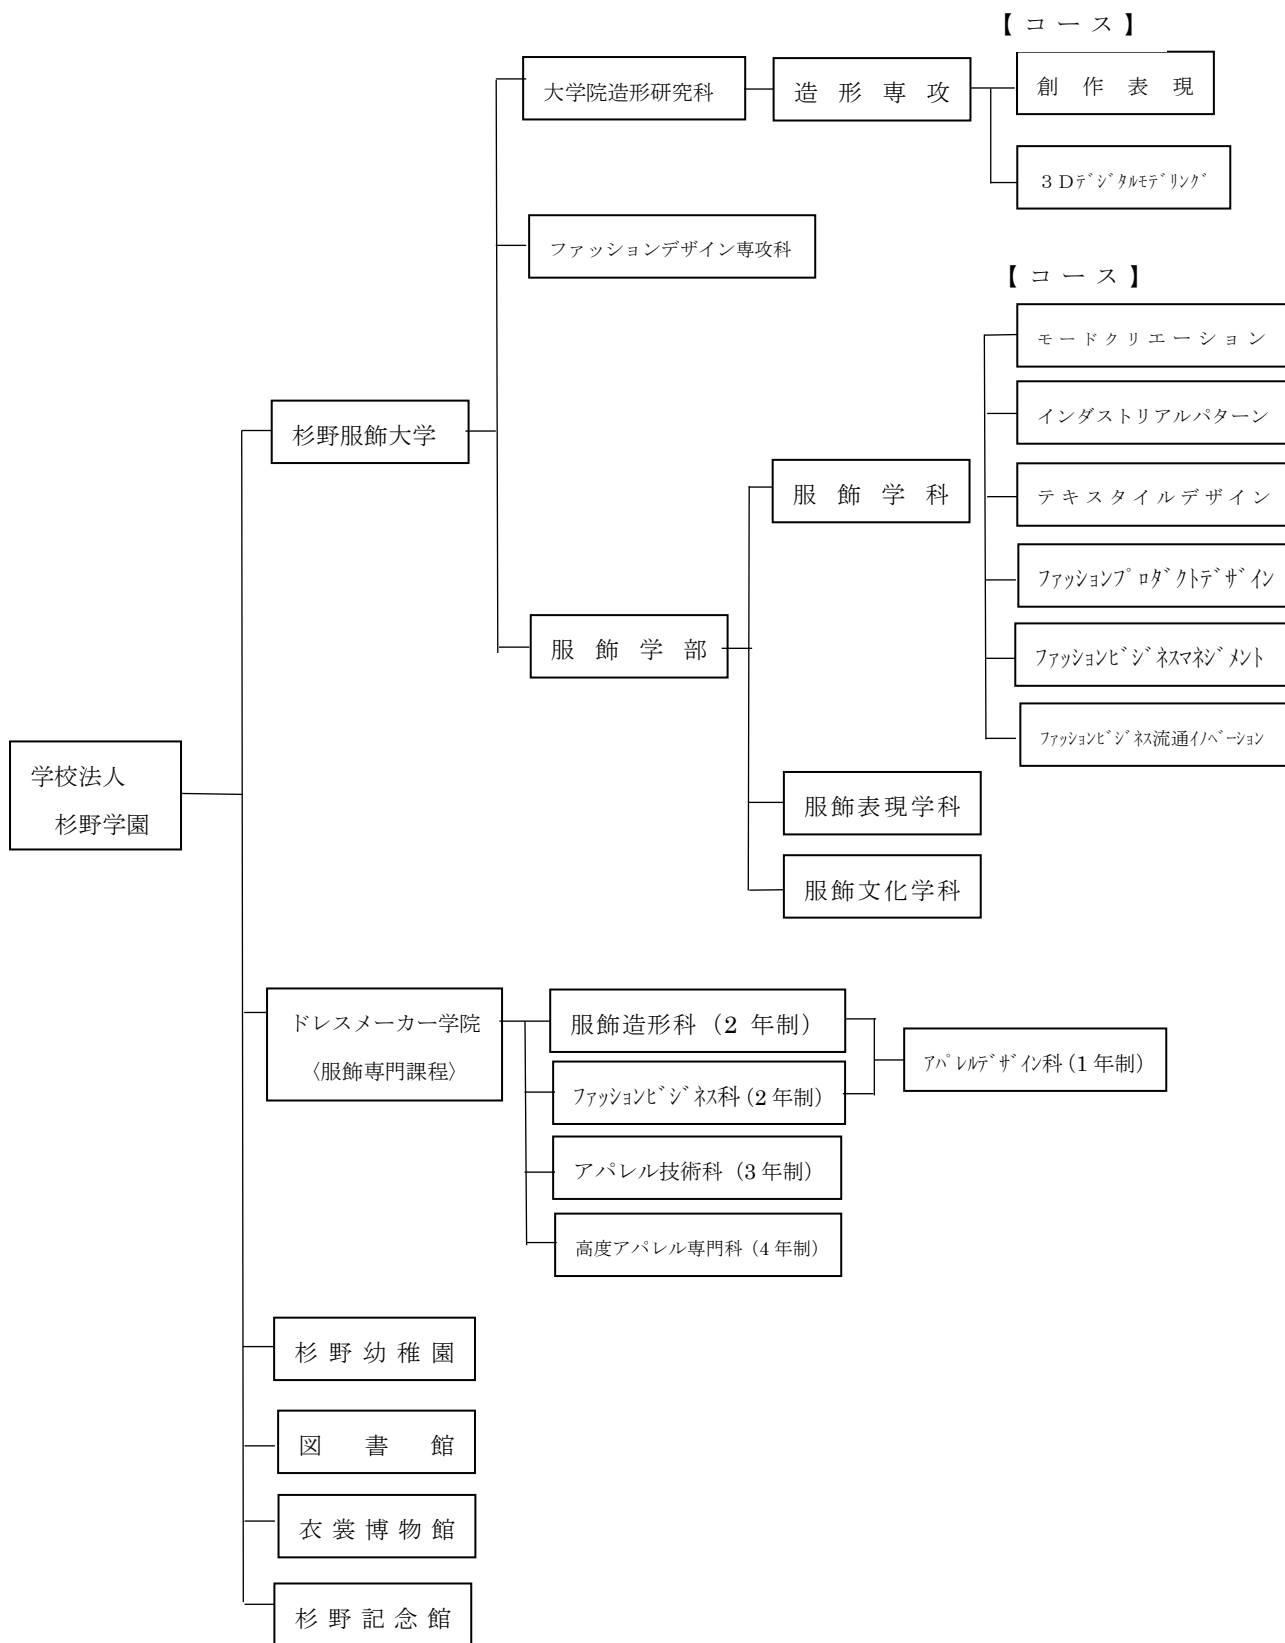 【コース】
大学院造形研究科
造形専攻
創作表現
３Dﾃﾞｼﾞﾀﾙﾓﾃﾞﾘﾝｸﾞ
ファッションデザイン専攻科
【コース】
モードクリエーション
インダストリアルパターン
杉野服飾大学
服飾学科
テキスタイルデザイン
ﾌｧｯｼｮﾝﾌﾟﾛﾀﾞｸﾄﾃﾞｻﾞｲﾝ
服飾学部
ﾌｧｯｼｮﾝﾋﾞｼﾞﾈｽﾏﾈｼﾞﾒﾝﾄ
ﾌｧｯｼｮﾝﾋﾞｼﾞﾈｽ流通ｲﾉﾍﾞｰｼｮﾝ
学校法人
杉野学園
服飾表現学科
服飾文化学科
ドレスメーカー学院
〈服飾専門課程〉
服飾造形科（2 年制）
ﾌｧｯｼｮﾝﾋﾞｼﾞﾈｽ科（2 年制）
ｱﾊﾟﾚﾙﾃﾞｻﾞｲﾝ科（1 年制）
アパレル技術科（3 年制）
高度アパレル専門科（4 年制）
杉野幼稚園
図書館
衣裳博物館
杉野記念館